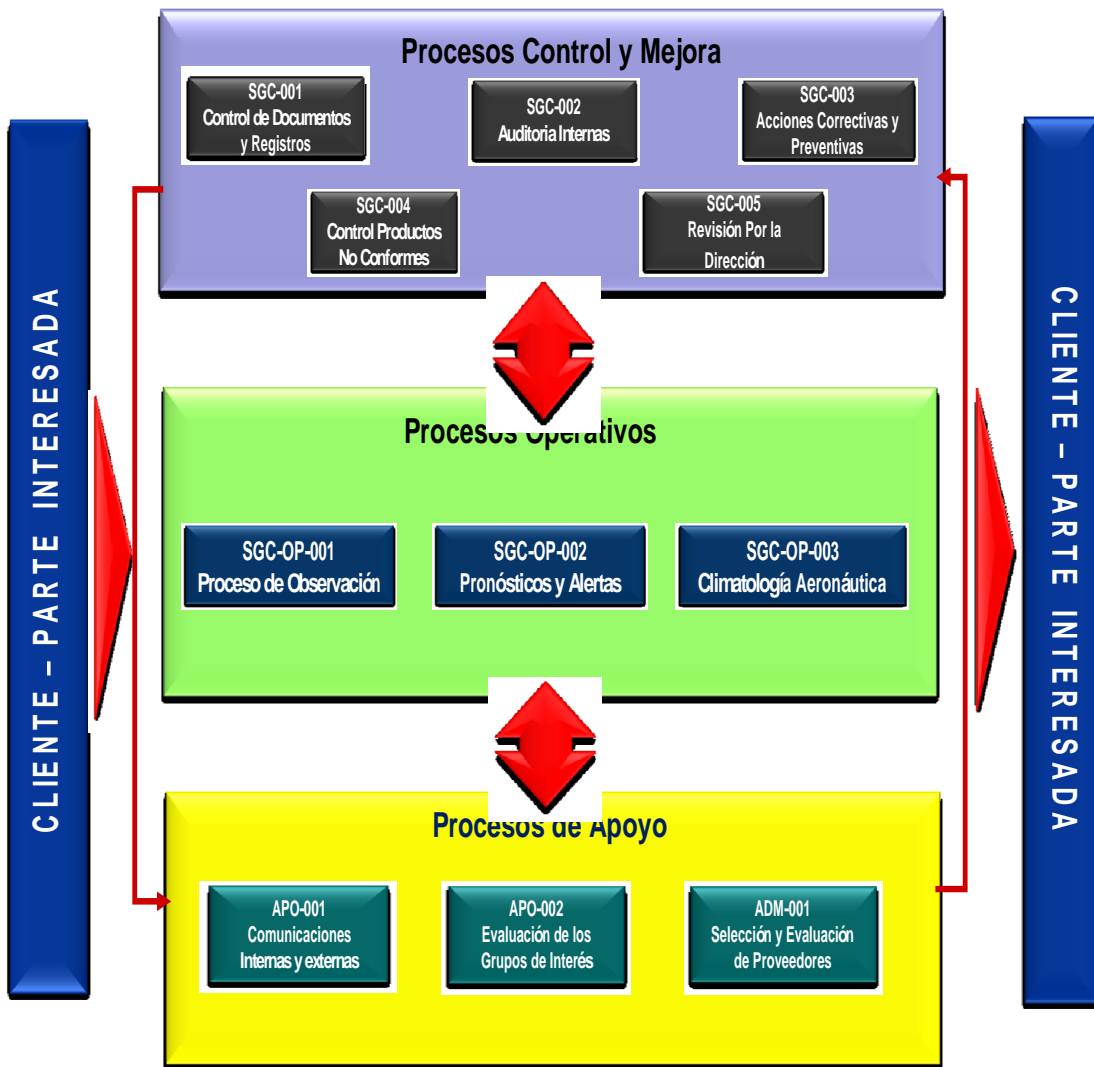 Procesos Control y Mejora
SGC-001
Control de Documentos
y Registros
SGC-002
Auditoria Internas
SGC-003
Acciones Correctivas y
Preventivas
SGC-004
Control Productos
No Conformes
SGC-005
Revisión Por la
Dirección
CLIENTE – PARTE INTERESADA
Procesos Operativos
SGC-OP-001
Proceso de Observación
SGC-OP-002
Pronósticos y Alertas
SGC-OP-003
Climatología Aeronáutica
CLIENTE – PARTE INTERESADA
Procesos de Apoyo
APO-001
Comunicaciones
Internas y externas
APO-002
Evaluación de los
Grupos de Interés
ADM-001
Selección y Evaluación
de Proveedores